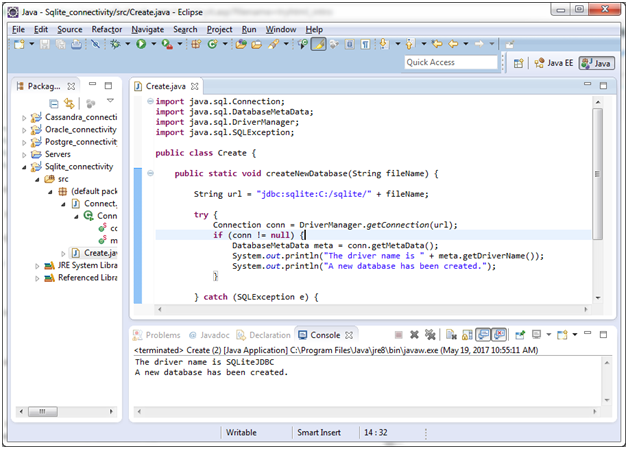 Java - Sqlite_connectivity/src/Create.java - Eclipse
File Edit Source Refactor Navigate Search Project Run Window Help
Quick Access
Java EE
Java
Packag...
Cassandra_connecti
Oracle_connectivity
Postgre_connectivity
Servers
Sqlite_connectivity
src
(default pack
Connect.
Conn
co
m
Create.jav
JRE System Libra
Referenced Libra
Create.java
import java.sql.Connection;
import java.sql.DatabaseMetaData;
import java.sql.DriverManager;
import java.sql.SQLException;
public class Create {
public static void createNewDatabase(String fileName) {
String url = "jdbc:sqlite:C:/sqlite/" + fileName;
try {
Connection conn = DriverManager.getConnection(url);
if (conn != null) {
DatabaseMetaData meta = conn.getMetaData();
System.out.println("The driver name is " + meta.getDriverName());
System.out.println("A new database has been created.");
}
} catch (SQLException e) {
Problems @ Javadoc Declaration Console
<terminated> Create (2) [Java Application] C:\Program Files\Java\jre8\bin\javaw.exe (May 19, 2017 10:55:11 AM)
The driver name is SQLiteJDBC
A new database has been created.
Writable Smart Insert 14 : 32